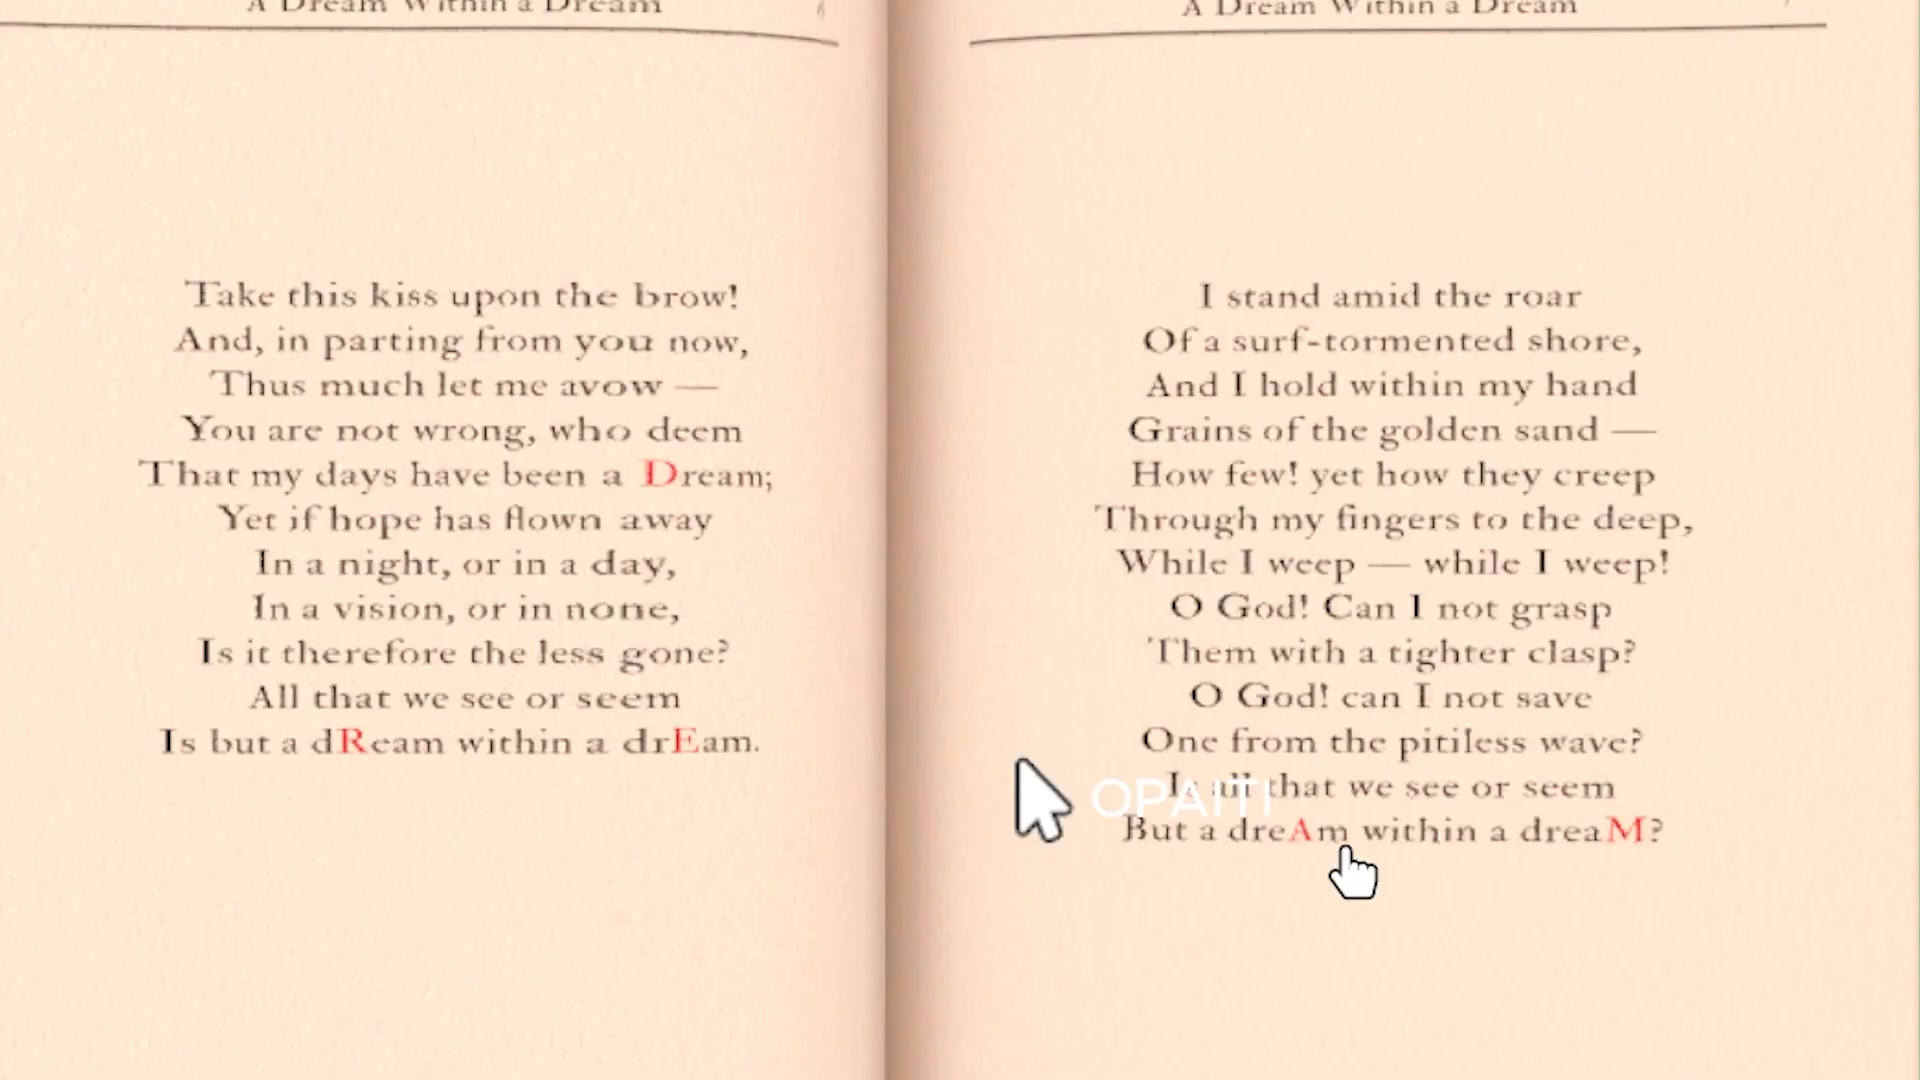 A Dream Within a Dream
Take this kiss upon the brow!
And, in parting from you now,
Thus much let me avow —
You are not wrong, who deem
That my days have been a Dream;
Yet if hope has flown away
In a night, or in a day,
In a vision, or in none,
Is it therefore the less gone?
All that we see or seem
Is but a dReam within a drEam.
A Dream Within a Dream
I stand amid the roar
Of a surf-tormented shore,
And I hold within my hand
Grains of the golden sand —
How few! yet how they creep
Through my fingers to the deep,
While I weep — while I weep!
O God! Can I not grasp
Them with a tighter clasp?
O God! can I not save
One from the pitiless wave?
Is all that we see or seem
But a dreAm within a dreaM?
OPAITI